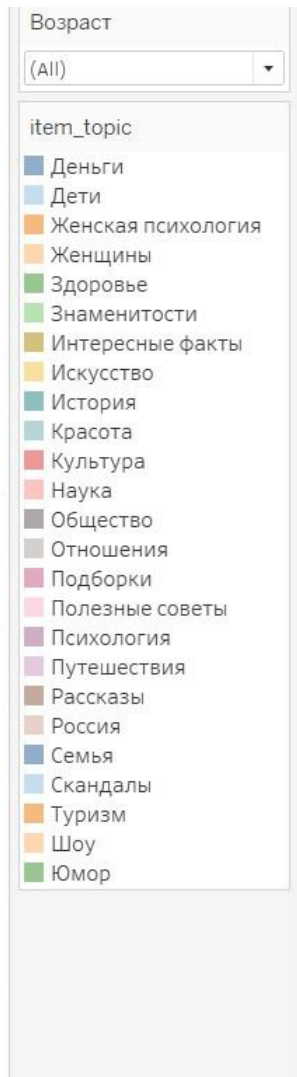 Возраст
(All)
item_topic
Деньги
Дети
Женская психология
Женщины
Здоровье
Знаменитости
Интересные факты
Искусство
История
Красота
Культура
Наука
Общество
Отношения
Подборки
Полезные советы
Психология
Путешествия
Рассказы
Россия
Семья
Скандалы
Туризм
Шоу
Юмор